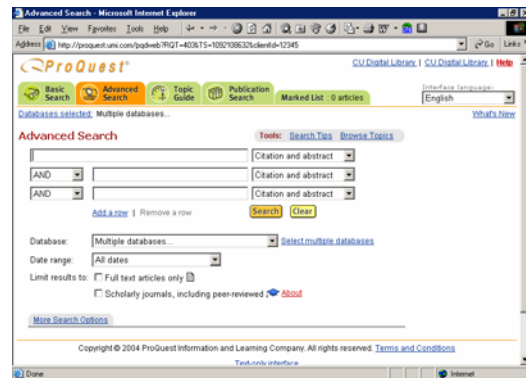 Advanced Search - Microsoft Internet Explorer
File Edit View Favorites Tools Help
Address http://proquest.umi.com/pqdweb?RQT=403&TS=1092108632&clientId=12345 Go Links
ProQuest® CU Digital Library | CU Digital Library | Help
Basic Search Advanced Search Topic Guide Publication Search Marked List : 0 articles Interface language: English
Databases selected: Multiple databases... What's New
Advanced Search Tools: Search Tips Browse Topics
Citation and abstract
AND Citation and abstract
AND Citation and abstract
Add a row | Remove a row Search Clear
Database: Multiple databases... Select multiple databases
Date range: All dates
Limit results to: Full text articles only
Scholarly journals, including peer-reviewed About
More Search Options
Copyright © 2004 ProQuest Information and Learning Company. All rights reserved. Terms and Conditions
Text-only interface
Done Internet